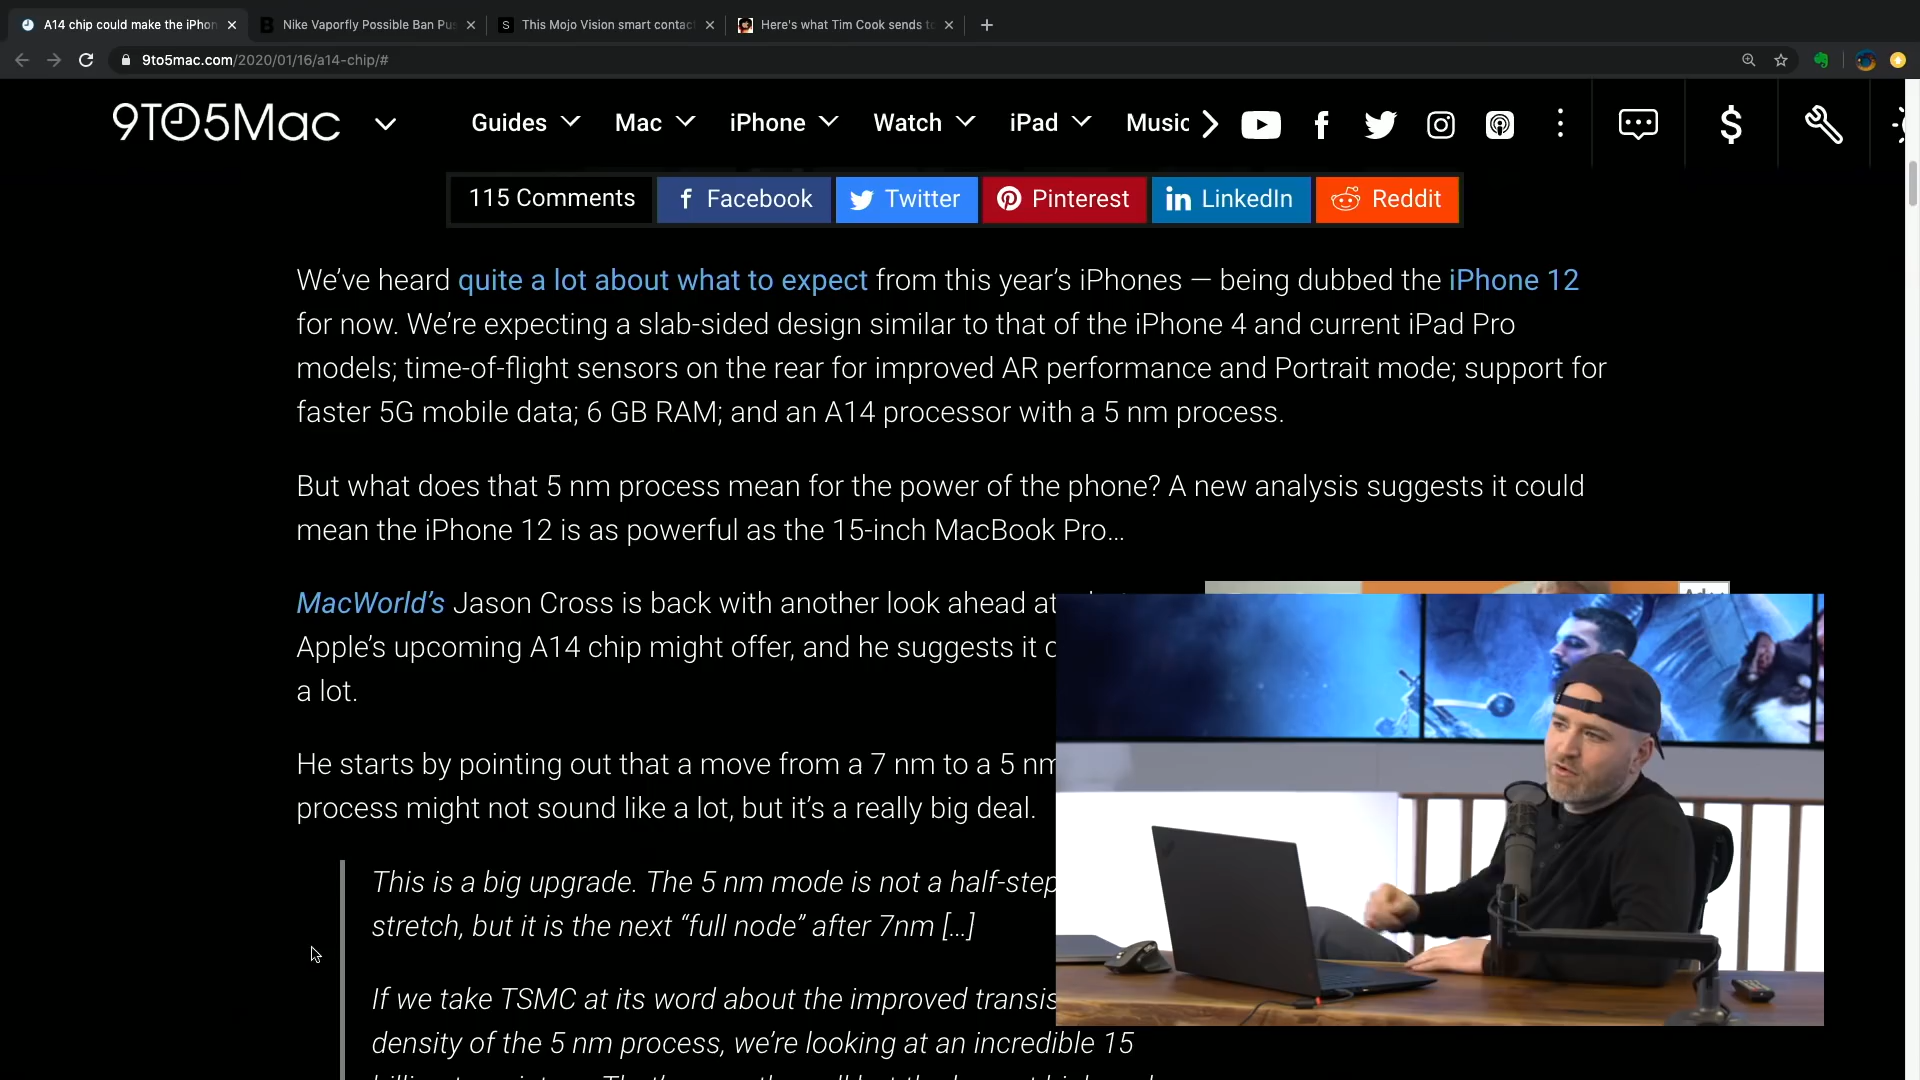 A14 chip could make the iPhon
Nike Vaporfly Possible Ban Pus
This Mojo Vision smart contac
Here's what Tim Cook sends to
9to5mac.com/2020/01/16/a14-chip/#
9TO5Mac Guides Mac iPhone Watch iPad Music
115 Comments Facebook Twitter Pinterest LinkedIn Reddit
We’ve heard quite a lot about what to expect from this year’s iPhones — being dubbed the iPhone 12
for now. We’re expecting a slab-sided design similar to that of the iPhone 4 and current iPad Pro
models; time-of-flight sensors on the rear for improved AR performance and Portrait mode; support for
faster 5G mobile data; 6 GB RAM; and an A14 processor with a 5 nm process.
But what does that 5 nm process mean for the power of the phone? A new analysis suggests it could
mean the iPhone 12 is as powerful as the 15-inch MacBook Pro…
MacWorld’s Jason Cross is back with another look ahead at
Apple’s upcoming A14 chip might offer, and he suggests it
a lot.
He starts by pointing out that a move from a 7 nm to a 5 nm
process might not sound like a lot, but it’s a really big deal.
This is a big upgrade. The 5 nm mode is not a half-step
stretch, but it is the next “full node” after 7nm […]
If we take TSMC at its word about the improved transis
density of the 5 nm process, we’re looking at an incredible 15